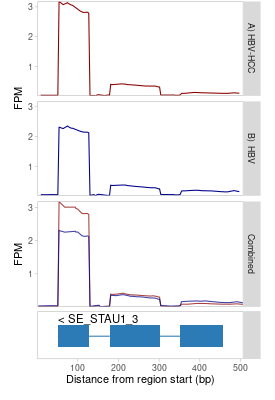 3
2
1
A) HBV-HCC
FPM
3
2
1
B) HBV
3
2
1
Combined
FPM
< SE_STAU1_3
100
200
300
400
500
Distance from region start (bp)